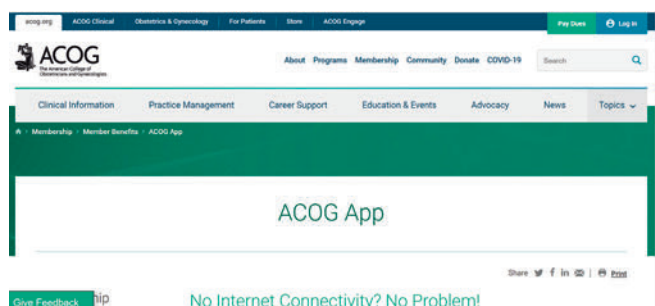 acog.org ACOG Clinical Obstetrics & Gynecology For Patients Store ACOG Engage Pay Dues Log In
ACOG
The American College of
Obstetricians and Gynecologists
About Programs Membership Community Donate COVID-19 Search
Clinical Information Practice Management Career Support Education & Events Advocacy News Topics
Membership Member Benefits ACOG App
ACOG App
Share Print
Give Feedback hip
No Internet Connectivity? No Problem!